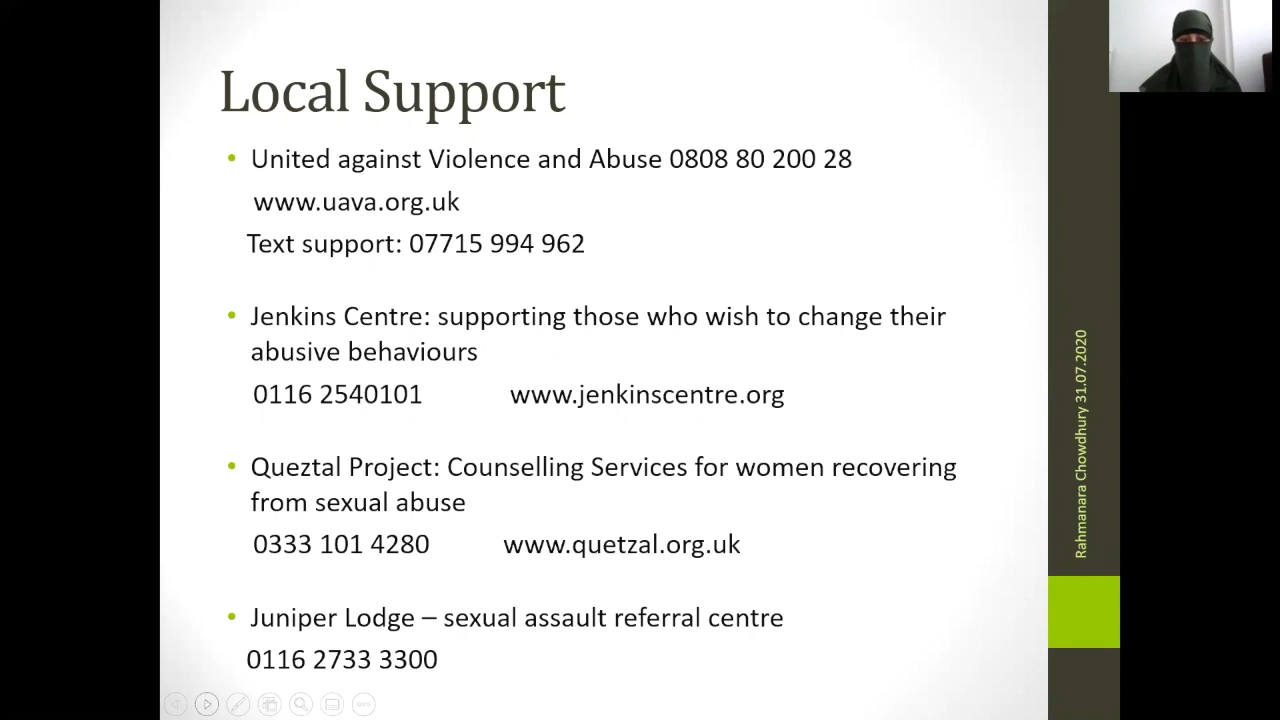 Local Support
• United against Violence and Abuse 0808 80 200 28
www.uava.org.uk
Text support: 07715 994 962
• Jenkins Centre: supporting those who wish to change their
abusive behaviours
0116 2540101 www.jenkinscentre.org
• Queztal Project: Counselling Services for women recovering
from sexual abuse
0333 101 4280 www.quetzal.org.uk
• Juniper Lodge – sexual assault referral centre
0116 2733 3300
Rahmanara Chowdhury 31.07.2020